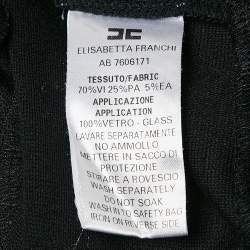 ELISABETTA FRANCHI
AB 7606171
TESSUTO/FABRIC
70%VI 25%PA 5%EA
APPLICAZIONE
APPLICATION
100%VETRO - GLASS
LAVARE SEPARATAMENTE
NO AMMOLLO
METTERE IN SACCO DI
PROTEZIONE
STIRARE A ROVESCIO
WASH SEPARATELY
DO NOT SOAK
WASH INTO SAFETY BAG
IRON ON REVERSE SIDE